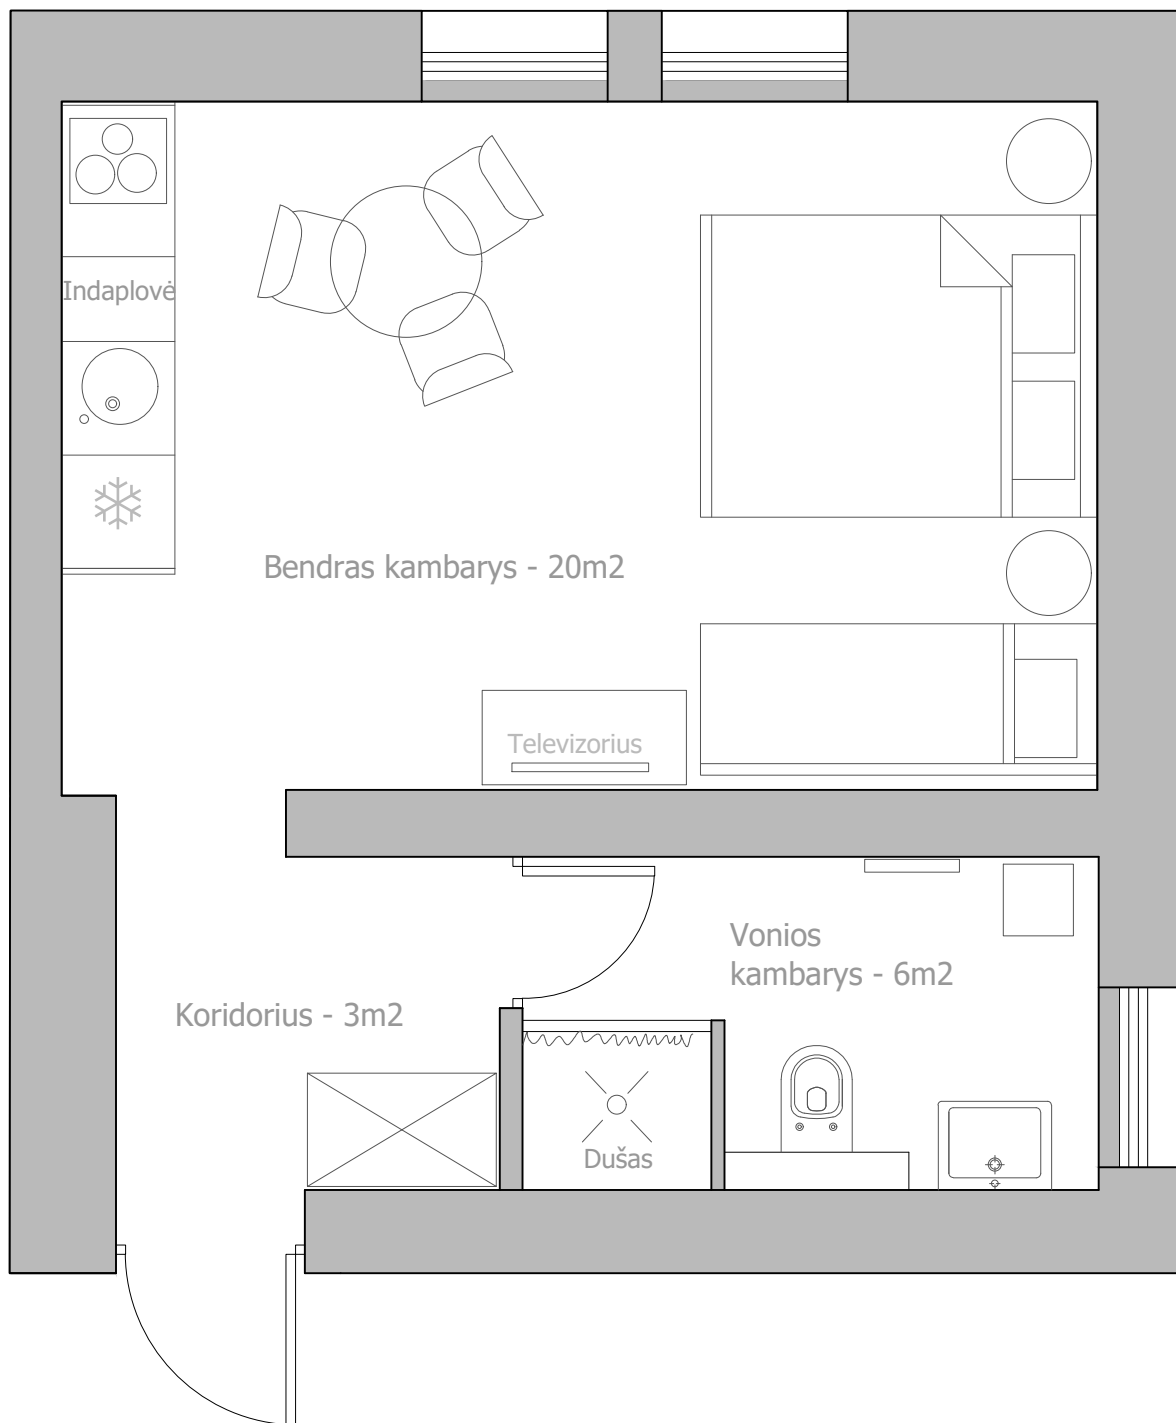 Indaplovė
Bendras kambarys - 20m2
Televizorius
Vonios
kambarys - 6m2
Koridorius - 3m2
Dušas